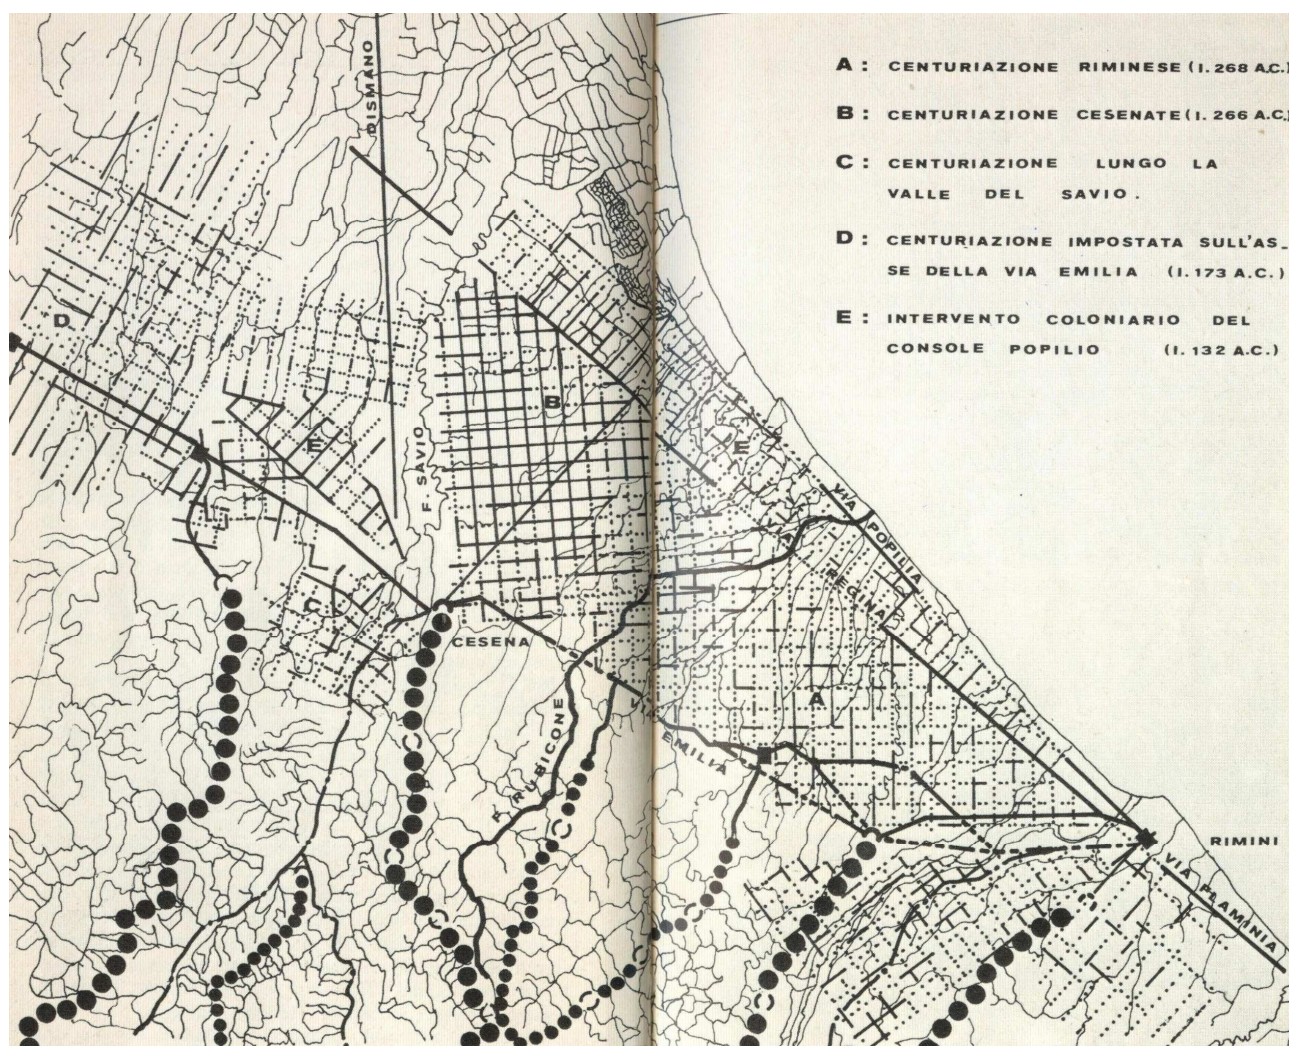 A: CENTURIAZIONE RIMINESE (I. 268 A.C.)
B: CENTURIAZIONE CESENATE (I. 266 A.C.)
C: CENTURIAZIONE LUNGO LA
VALLE DEL SAVIO.
D: CENTURIAZIONE IMPOSTATA SULL'AS_
SE DELLA VIA EMILIA (I. 173 A.C.)
E: INTERVENTO COLONIARIO DEL
CONSOLE POPILIO (I. 132 A.C.)
DISMANO
D
B
E
E
F. SAVIO
VIA POPILIA
VIA REGINA
C
CESENA
A
F. RUBICONE
VIA EMILIA
RIMINI
VIA FLAMINIA